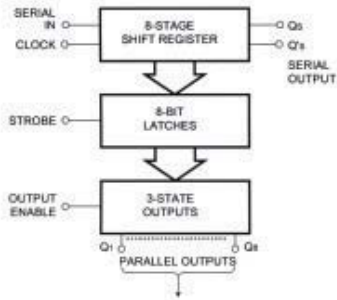 SERIAL
IN
CLOCK
8-STAGE
SHIFT REGISTER
QS
Q's
SERIAL
OUTPUT
STROBE
8-BIT
LATCHES
OUTPUT
ENABLE
3-STATE
OUTPUTS
Q1
Q8
PARALLEL OUTPUTS